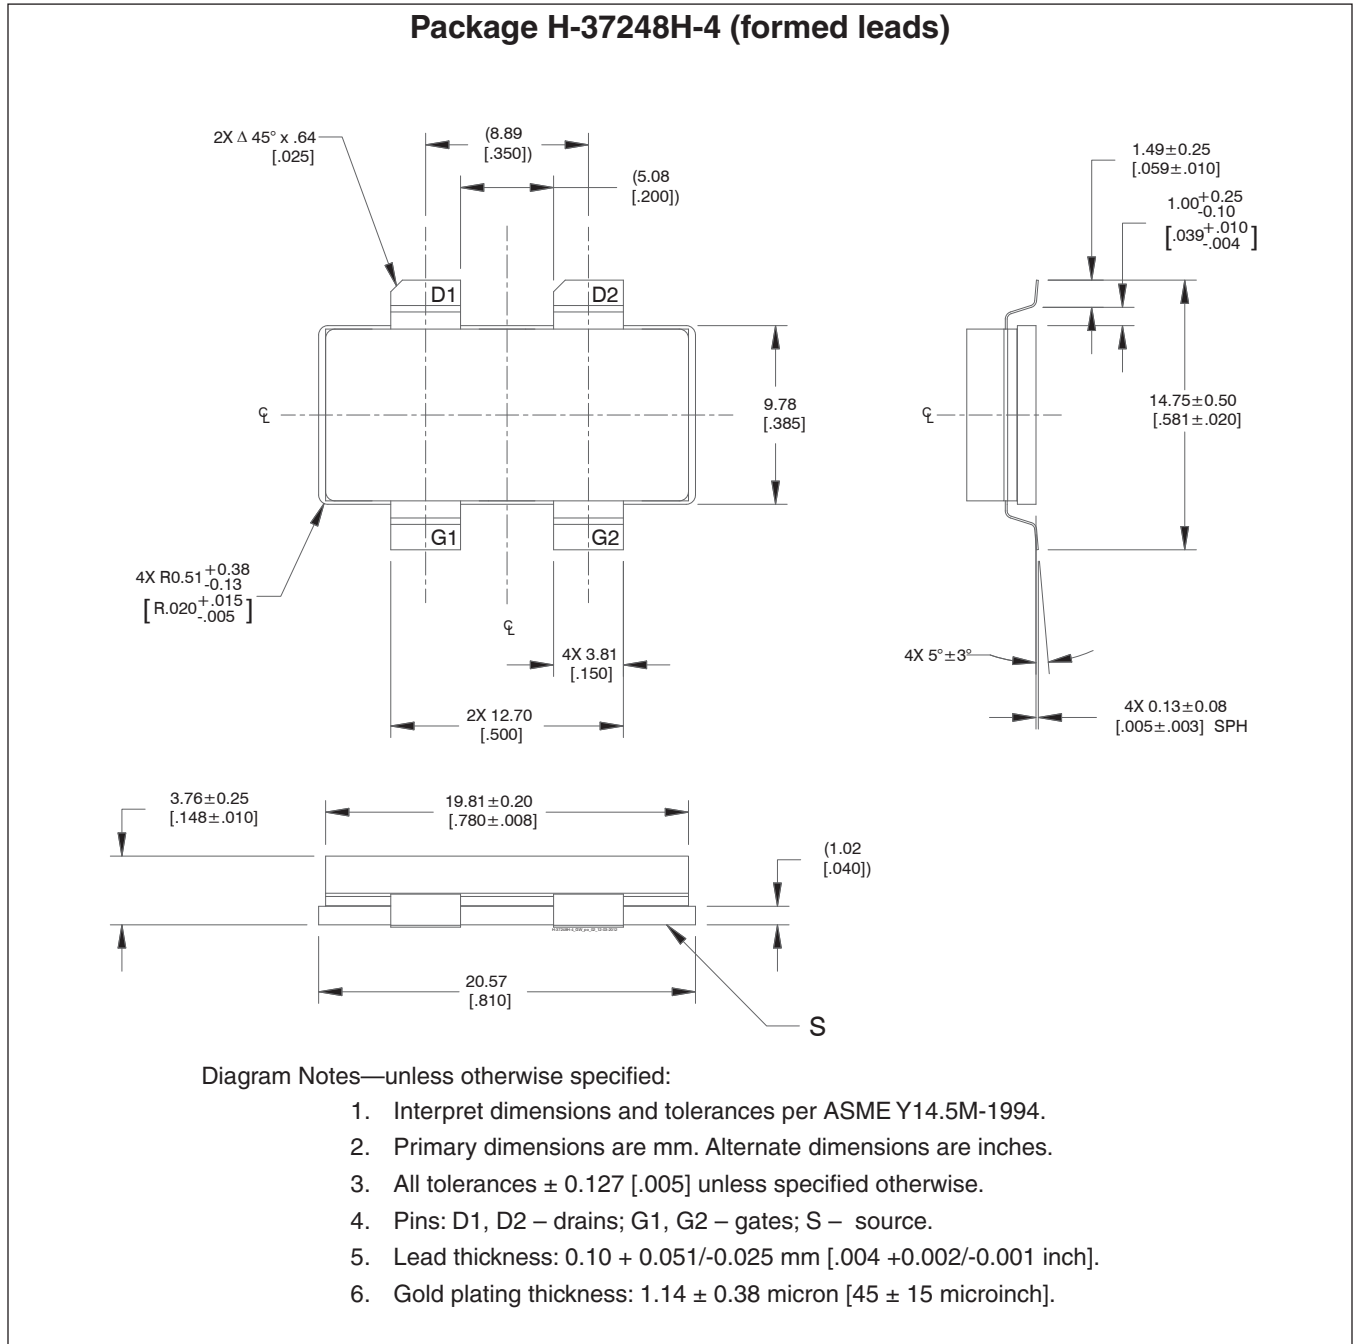 Package H-37248H-4 (formed leads)
2X Δ 45° x .64
[.025]
(8.89
[.350])
(5.08
[.200])
1.49±0.25
[.059±.010]
1.00+0.25
-0.10
[.039+.010
-.004]
D1
D2
℄
9.78
[.385]
℄
14.75±0.50
[.581±.020]
G1
G2
4X R0.51+0.38
-0.13
[R.020+.015
-.005]
℄
4X 3.81
[.150]
4X 5°±3°
2X 12.70
[.500]
4X 0.13±0.08
[.005±.003] SPH
3.76±0.25
[.148±.010]
19.81±0.20
[.780±.008]
(1.02
[.040])
20.57
[.810]
S
Diagram Notes—unless otherwise specified:
1. Interpret dimensions and tolerances per ASME Y14.5M-1994.
2. Primary dimensions are mm. Alternate dimensions are inches.
3. All tolerances ± 0.127 [.005] unless specified otherwise.
4. Pins: D1, D2 – drains; G1, G2 – gates; S – source.
5. Lead thickness: 0.10 + 0.051/-0.025 mm [.004 +0.002/-0.001 inch].
6. Gold plating thickness: 1.14 ± 0.38 micron [45 ± 15 microinch].